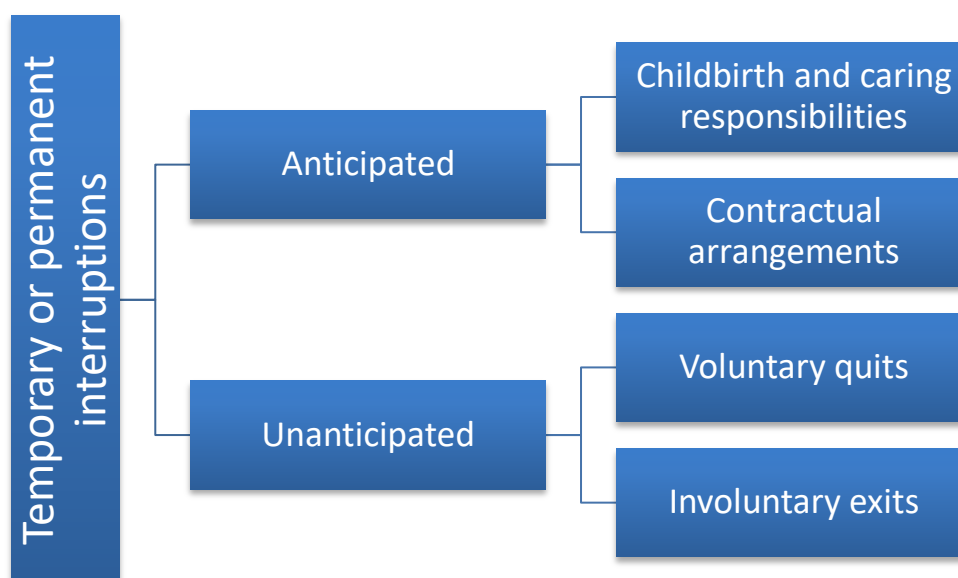 Temporary or permanent
interruptions
Anticipated
Childbirth and caring
responsibilities
Contractual
arrangements
Unanticipated
Voluntary quits
Involuntary exits